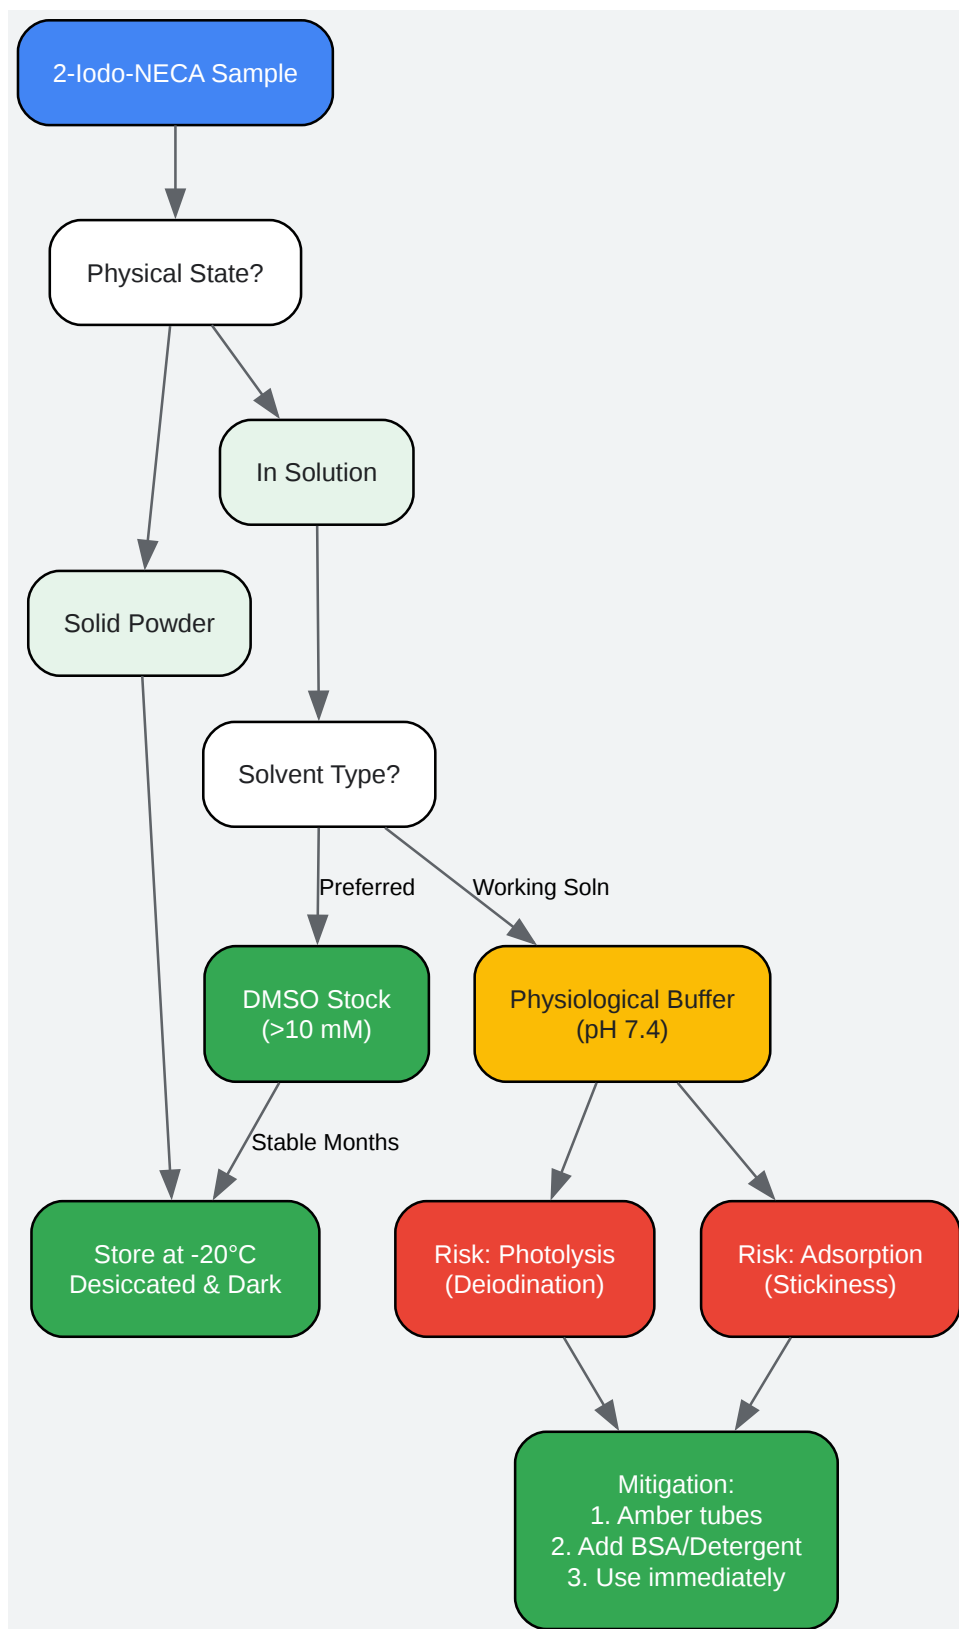 2-Iodo-NECA Sample
Physical State?
In Solution
Solid Powder
Solvent Type?
Preferred
Working Soln
DMSO Stock
(>10 mM)
Physiological Buffer
(pH 7.4)
Stable Months
Store at -20°C
Desiccated & Dark
Risk: Photolysis
(Deiodination)
Risk: Adsorption
(Stickiness)
Mitigation:
1. Amber tubes
2. Add BSA/Detergent
3. Use immediately